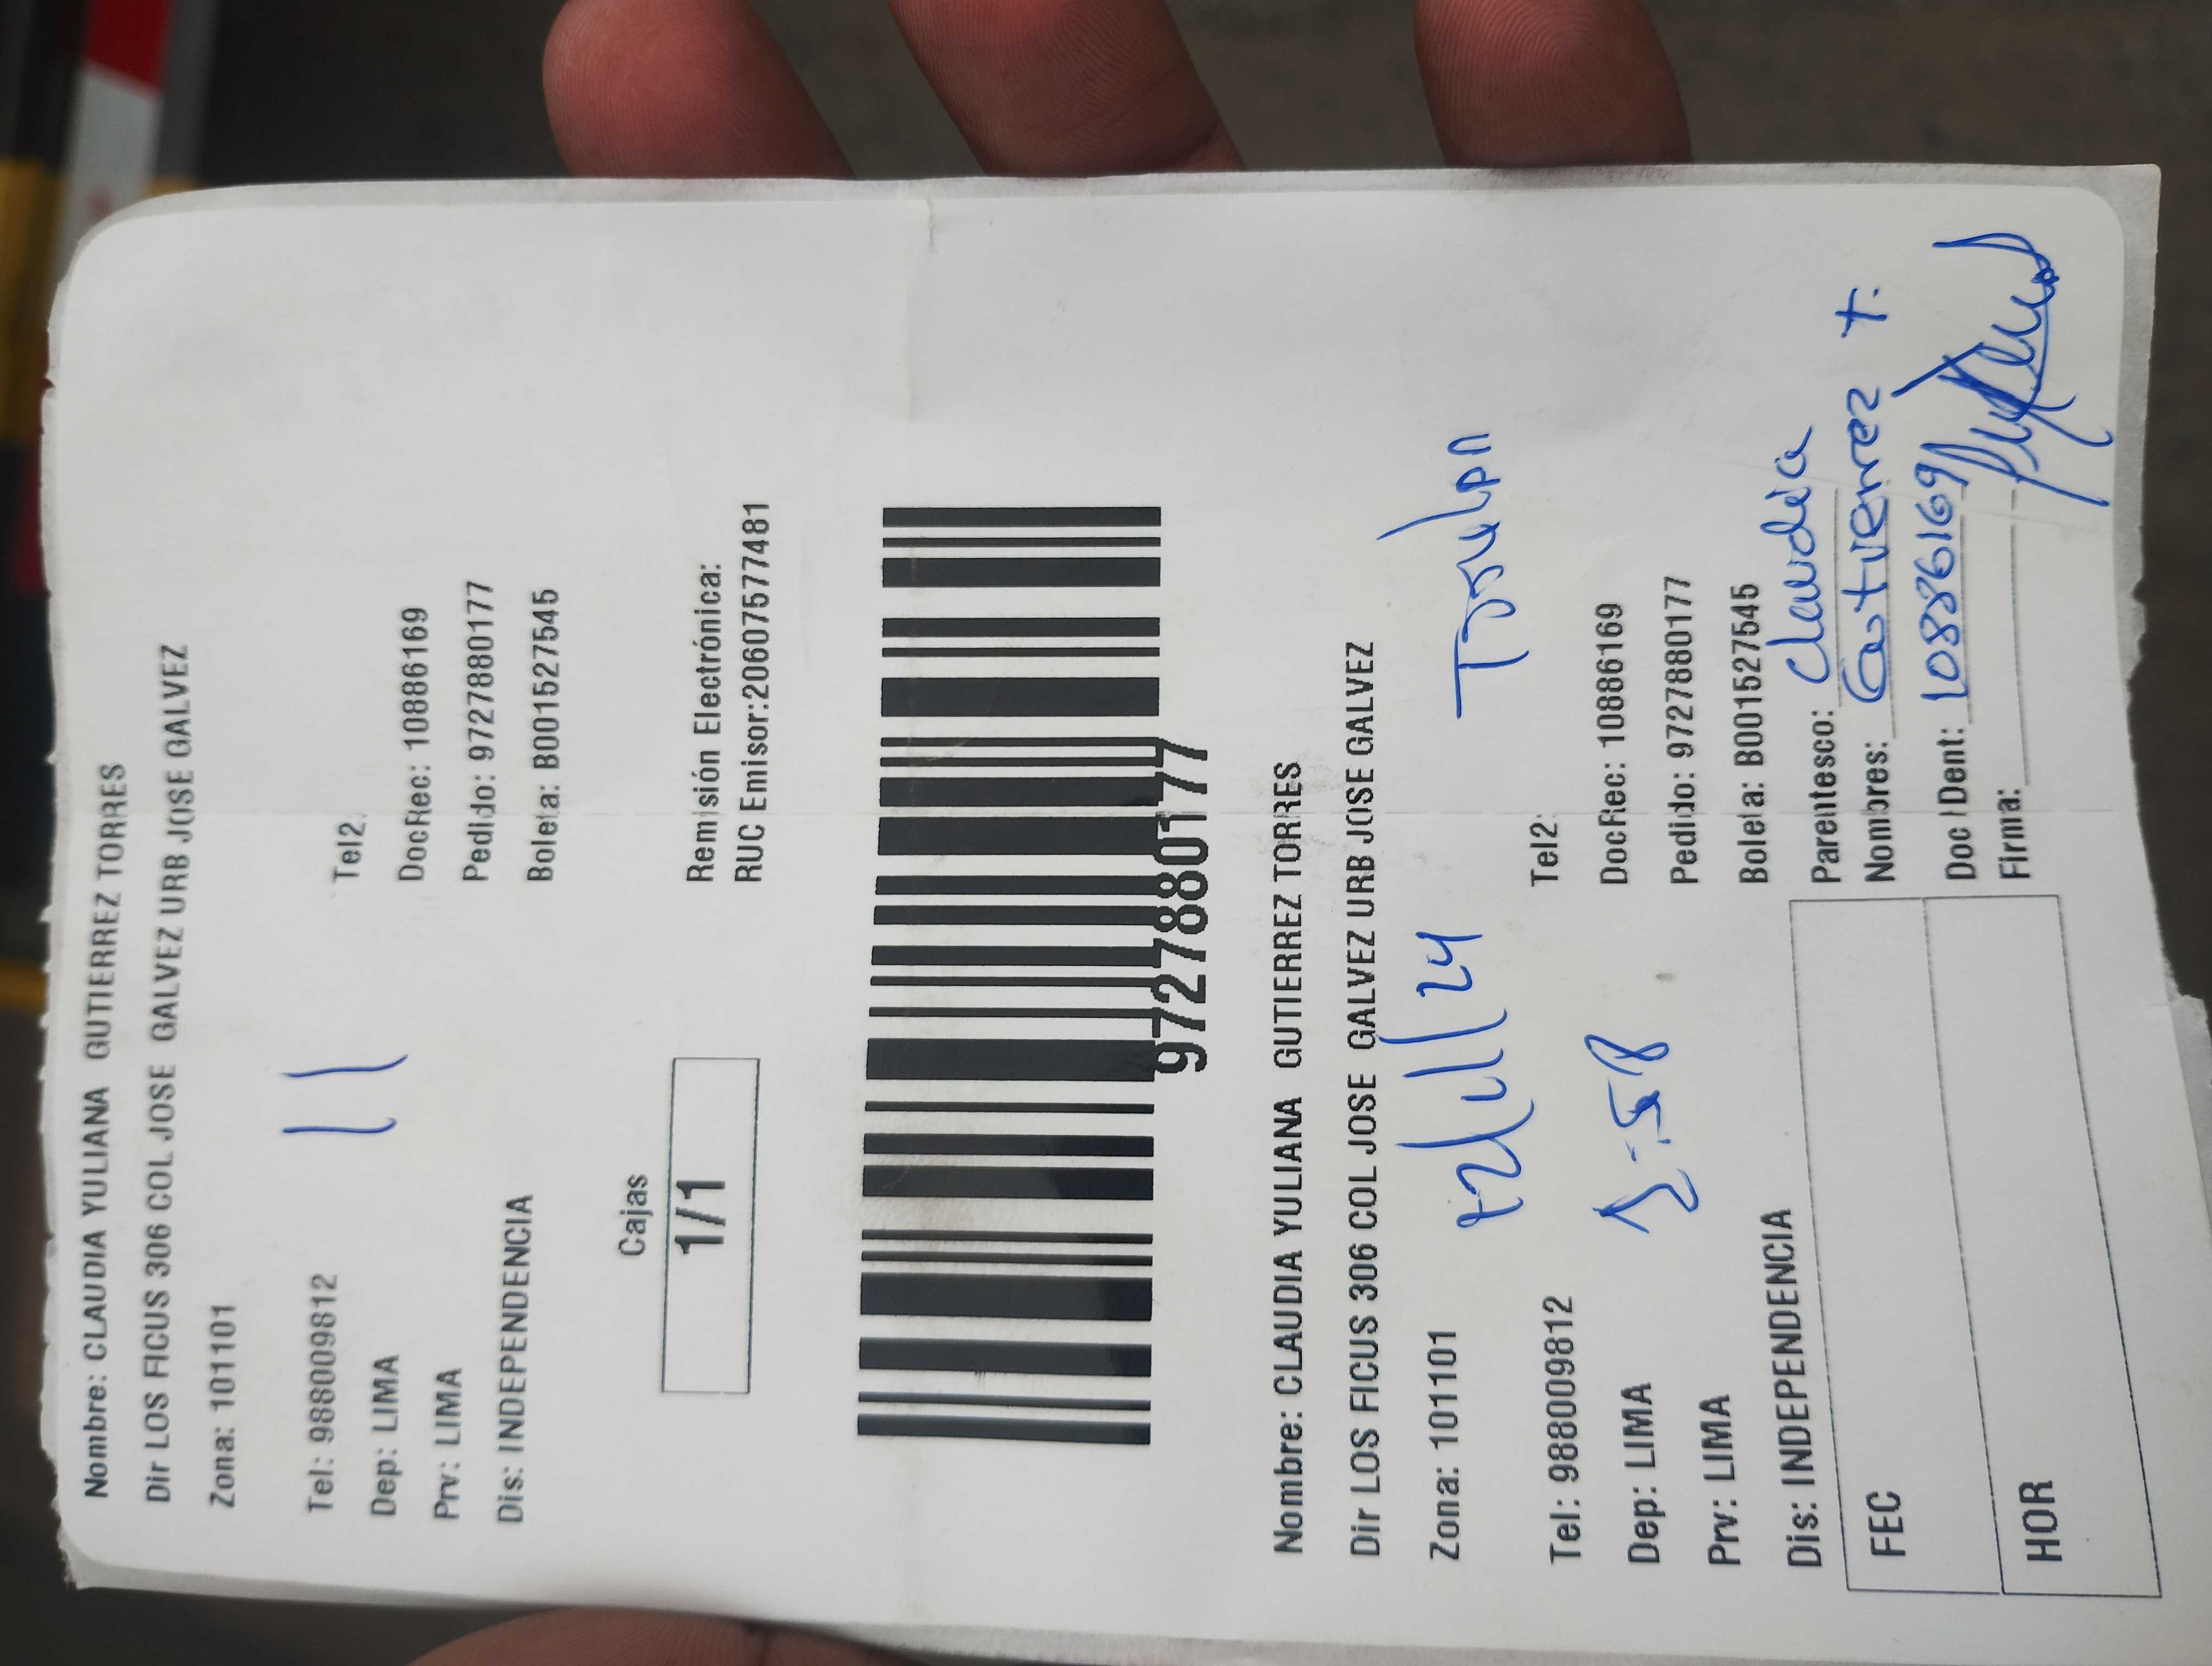 Nombre: CLAUDIA YULIANA GUTIERREZ TORRES
Dir LOS FICUS 306 COL JOSE GALVEZ URB JOSE GALVEZ
Zona: 101101
Tel: 988009812 Tel2:
Dep: LIMA DocRec: 10886169
Prv: LIMA Pedido: 9727880177
Dis: INDEPENDENCIA Boleta: B001527545
Cajas
1/1
Remisión Electrónica:
RUC Emisor:20607577481
9727880177
Nombre: CLAUDIA YULIANA GUTIERREZ TORRES
Dir LOS FICUS 306 COL JOSE GALVEZ URB JOSE GALVEZ
Zona: 101101
Tel: 988009812 Tel2:
Dep: LIMA DocRec: 10886169
Prv: LIMA Pedido: 9727880177
Dis: INDEPENDENCIA Boleta: B001527545
FEC
HOR
Parentesco: Claudia
Nombres: Gutierrez T.
Doc IDent: 10886169
Firma: